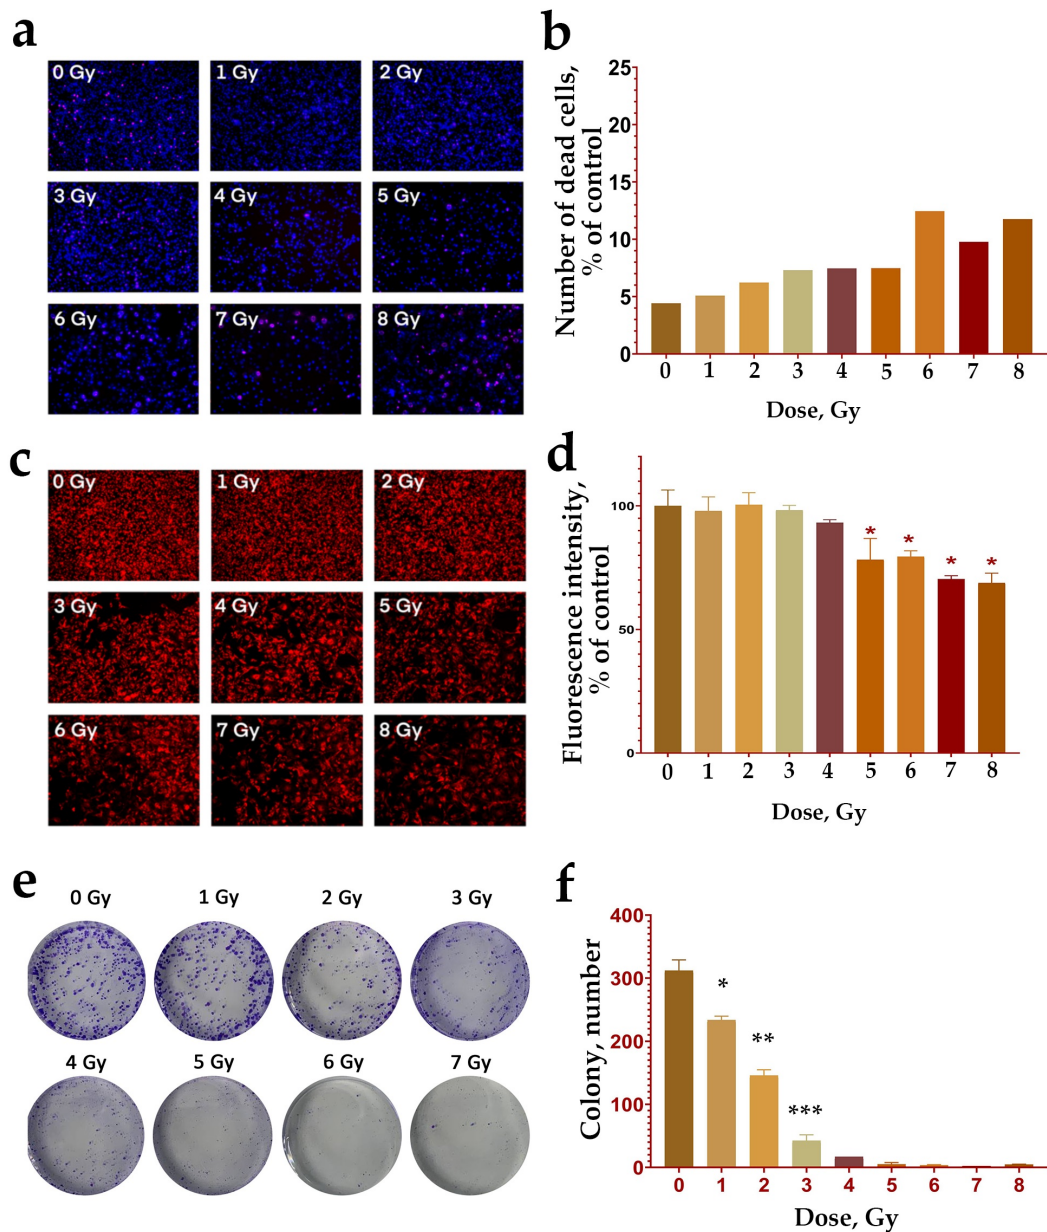 a
0 Gy
1 Gy
2 Gy
3 Gy
4 Gy
5 Gy
6 Gy
7 Gy
8 Gy
b
Number of dead cells,
% of control
25
20
15
10
5
0
0 1 2 3 4 5 6 7 8
Dose, Gy
c
0 Gy
1 Gy
2 Gy
3 Gy
4 Gy
5 Gy
6 Gy
7 Gy
8 Gy
d
Fluorescence intensity,
% of control
100
50
0
* * * *
0 1 2 3 4 5 6 7 8
Dose, Gy
e
0 Gy
1 Gy
2 Gy
3 Gy
4 Gy
5 Gy
6 Gy
7 Gy
f
Colony, number
400
300
200
100
0
*
**
***
0 1 2 3 4 5 6 7 8
Dose, Gy